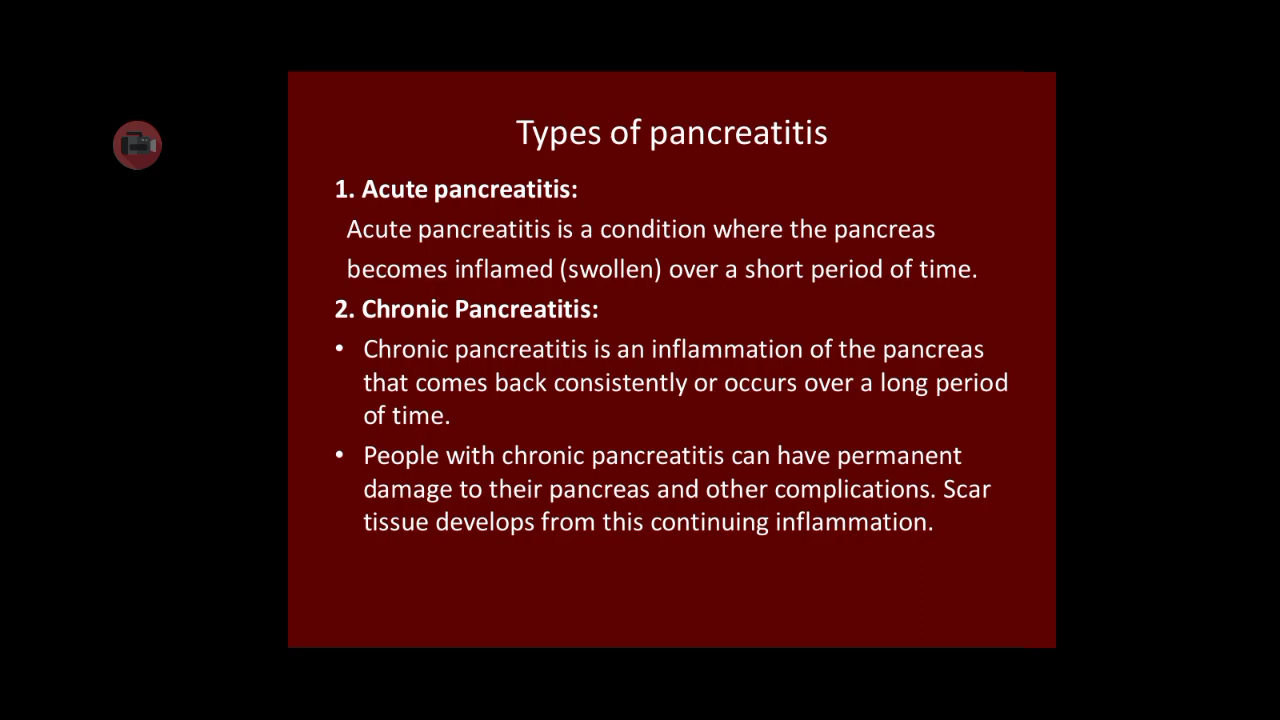 Types of pancreatitis
1. Acute pancreatitis:
Acute pancreatitis is a condition where the pancreas
becomes inflamed (swollen) over a short period of time.
2. Chronic Pancreatitis:
• Chronic pancreatitis is an inflammation of the pancreas
that comes back consistently or occurs over a long period
of time.
• People with chronic pancreatitis can have permanent
damage to their pancreas and other complications. Scar
tissue develops from this continuing inflammation.